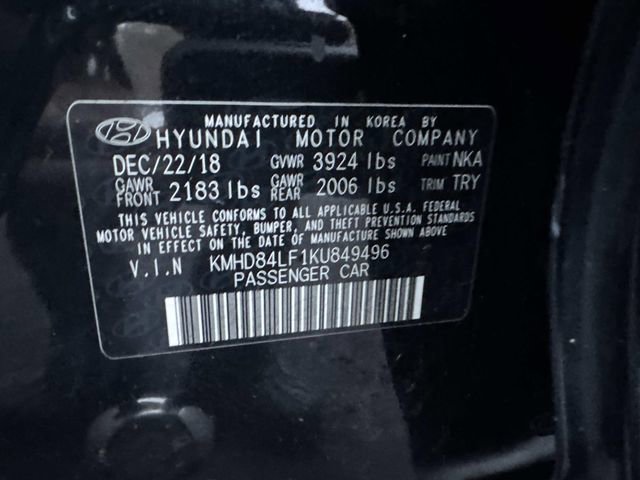 MANUFACTURED IN KOREA BY
HYUNDAI MOTOR COMPANY
DEC/22/18 GVWR 3924 lbs PAINT NKA
GAWR FRONT 2183 lbs GAWR REAR 2006 lbs TRIM TRY
THIS VEHICLE CONFORMS TO ALL APPLICABLE U.S.A. FEDERAL
MOTOR VEHICLE SAFETY, BUMPER, AND THEFT PREVENTION STANDARDS
IN EFFECT ON THE DATE OF MANUFACTURE SHOWN ABOVE.
V.I.N KMHD84LF1KU849496
PASSENGER CAR